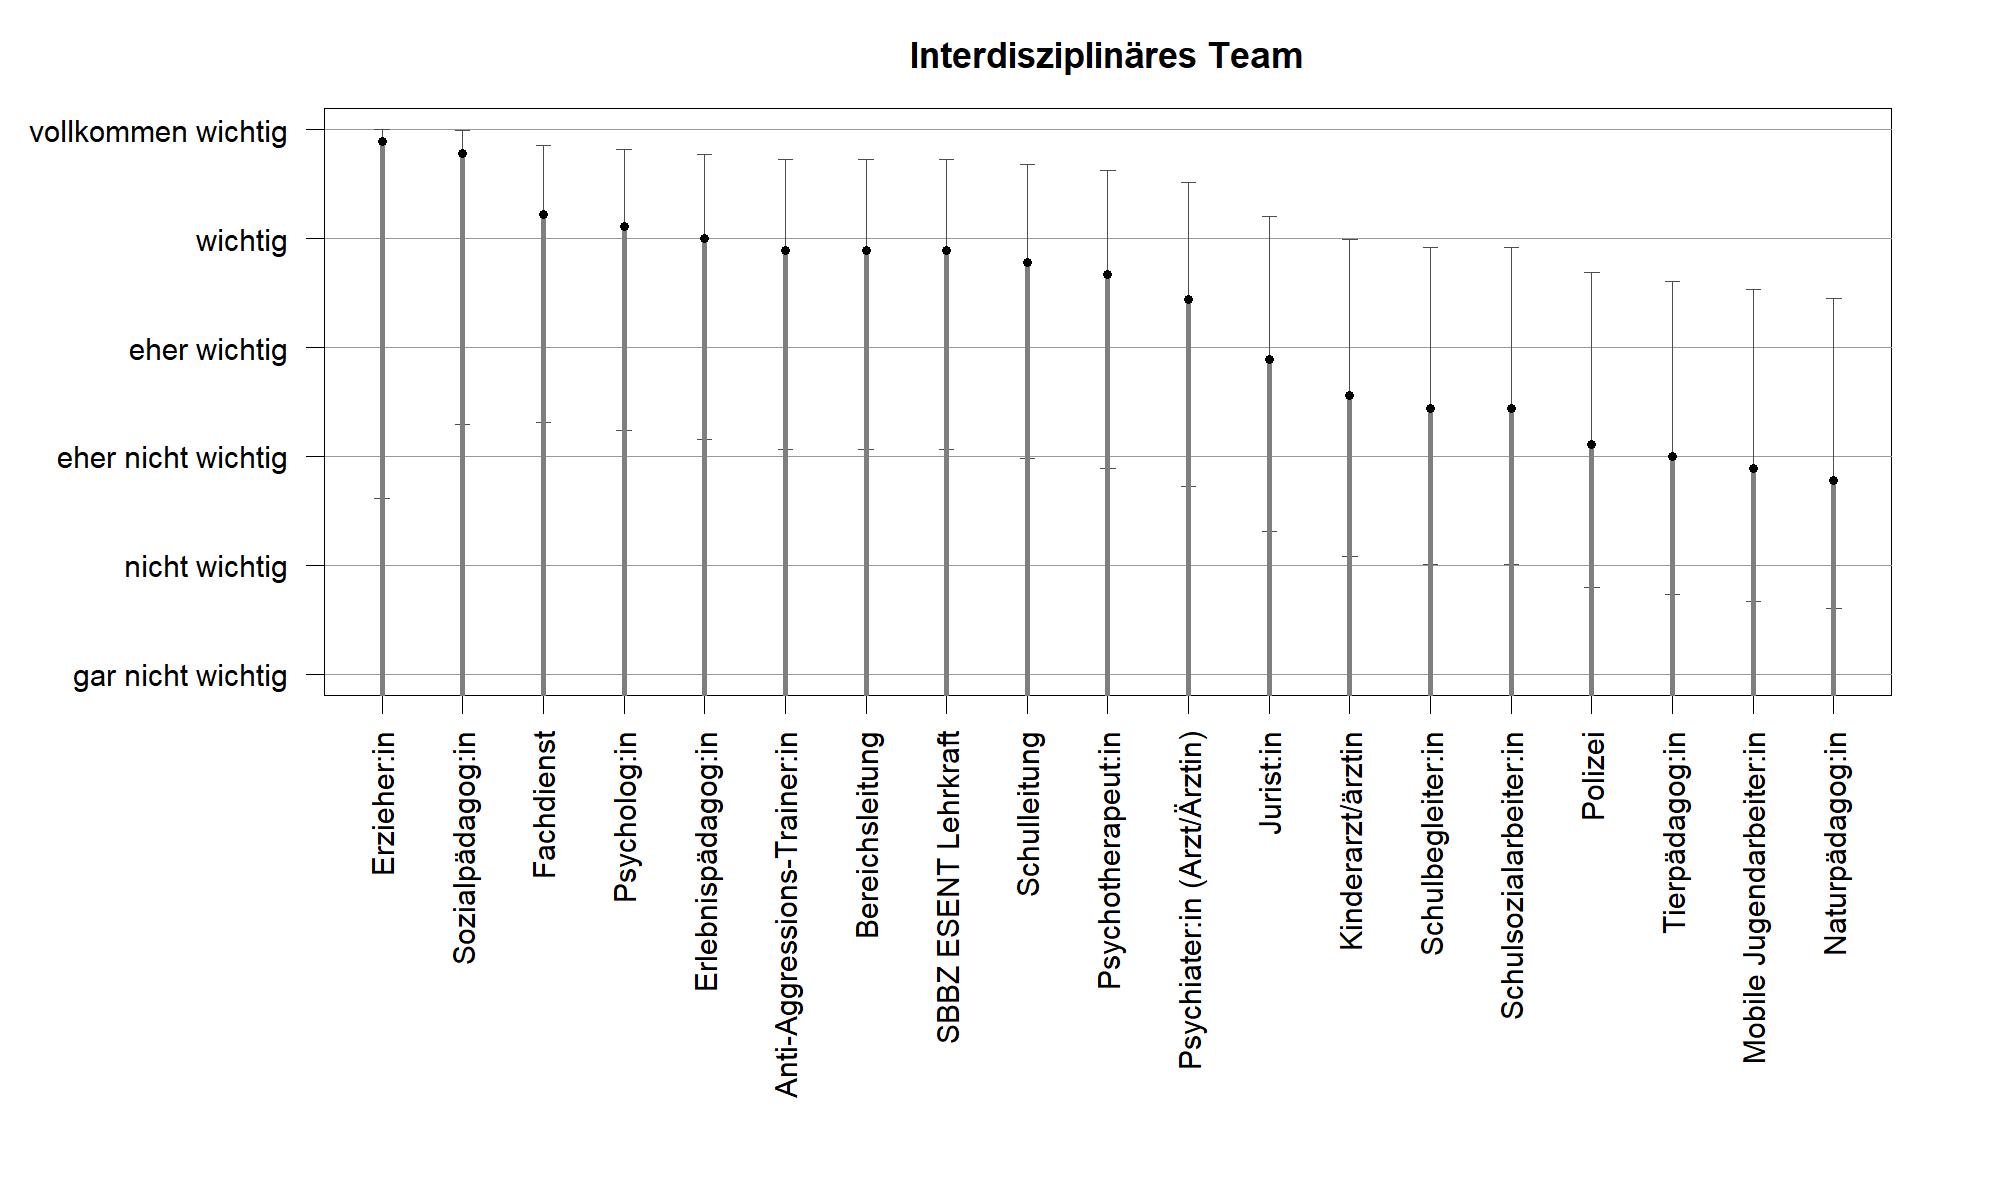 Interdisziplinäres Team
vollkommen wichtig
wichtig
eher wichtig
eher nicht wichtig
nicht wichtig
gar nicht wichtig
Erzieher:in
Sozialpädagog:in
Fachdienst
Psycholog:in
Erlebnispädagog:in
Anti-Aggressions-Trainer:in
Bereichsleitung
SBBZ ESENT Lehrkraft
Schulleitung
Psychotherapeut:in
Psychiater:in (Arzt/Ärztin)
Jurist:in
Kinderarzt/ärztin
Schulbegleiter:in
Schulsozialarbeiter:in
Polizei
Tierpädagog:in
Mobile Jugendarbeiter:in
Naturpädagog:in